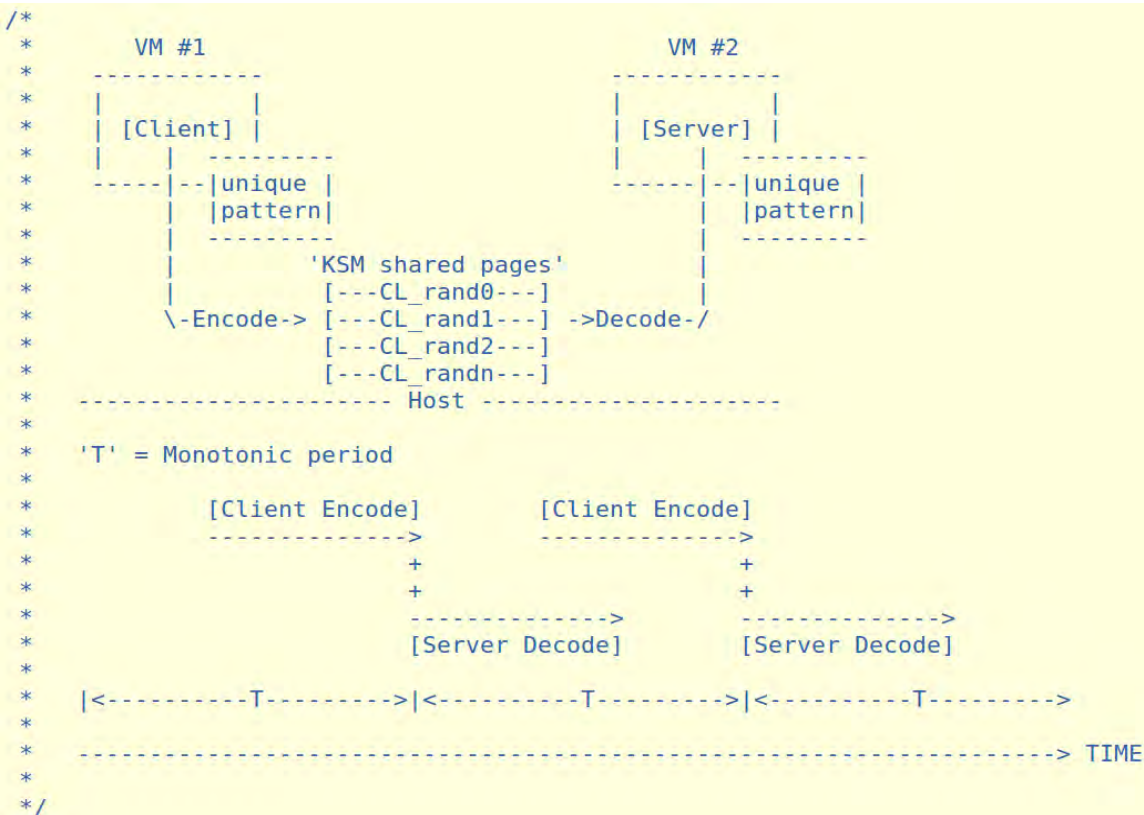 /*
 *       VM #1                                VM #2
 *    ------------                        ------------
 *    |          |                        |          |
 *    | [Client] |                        | [Server] |
 *    |    |  ---------                   |     |  ---------
 *    -----|--|unique |                   ------|--|unique |
 *         |  |pattern|                         |  |pattern|
 *         |  ---------                         |  ---------
 *         |         'KSM shared pages'         |
 *         |          [---CL_rand0---]          |
 *         \-Encode-> [---CL_rand1---] ->Decode-/
 *                    [---CL_rand2---]
 *                    [---CL_randn---]
 *   ---------------------- Host ---------------------
 *
 *   'T' = Monotonic period
 *
 *            [Client Encode]        [Client Encode]
 *            -------------->        -------------->
 *                          +                      +
 *                          +                      +
 *                          -------------->        -------------->
 *                          [Server Decode]        [Server Decode]
 *
 *   |<----------T--------->|<----------T--------->|<----------T--------->
 *
 *   --------------------------------------------------------------------> TIME
 *
 */